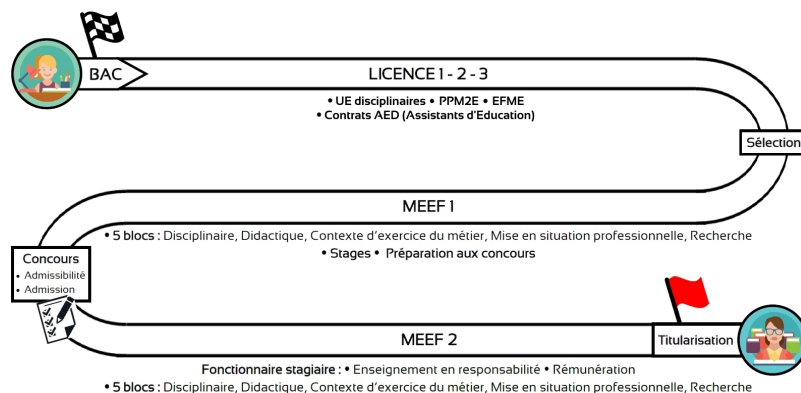 BAC
LICENCE 1 - 2 - 3
• UE disciplinaires • PPM2E • EFME
• Contrats AED (Assistants d'Education)
Sélection
MEEF 1
• 5 blocs : Disciplinaire, Didactique, Contexte d'exercice du métier, Mise en situation professionnelle, Recherche
• Stages • Préparation aux concours
Concours
• Admissibilité
• Admission
MEEF 2
Titularisation
Fonctionnaire stagiaire : • Enseignement en responsabilité • Rémunération
• 5 blocs : Disciplinaire, Didactique, Contexte d'exercice du métier, Mise en situation professionnelle, Recherche